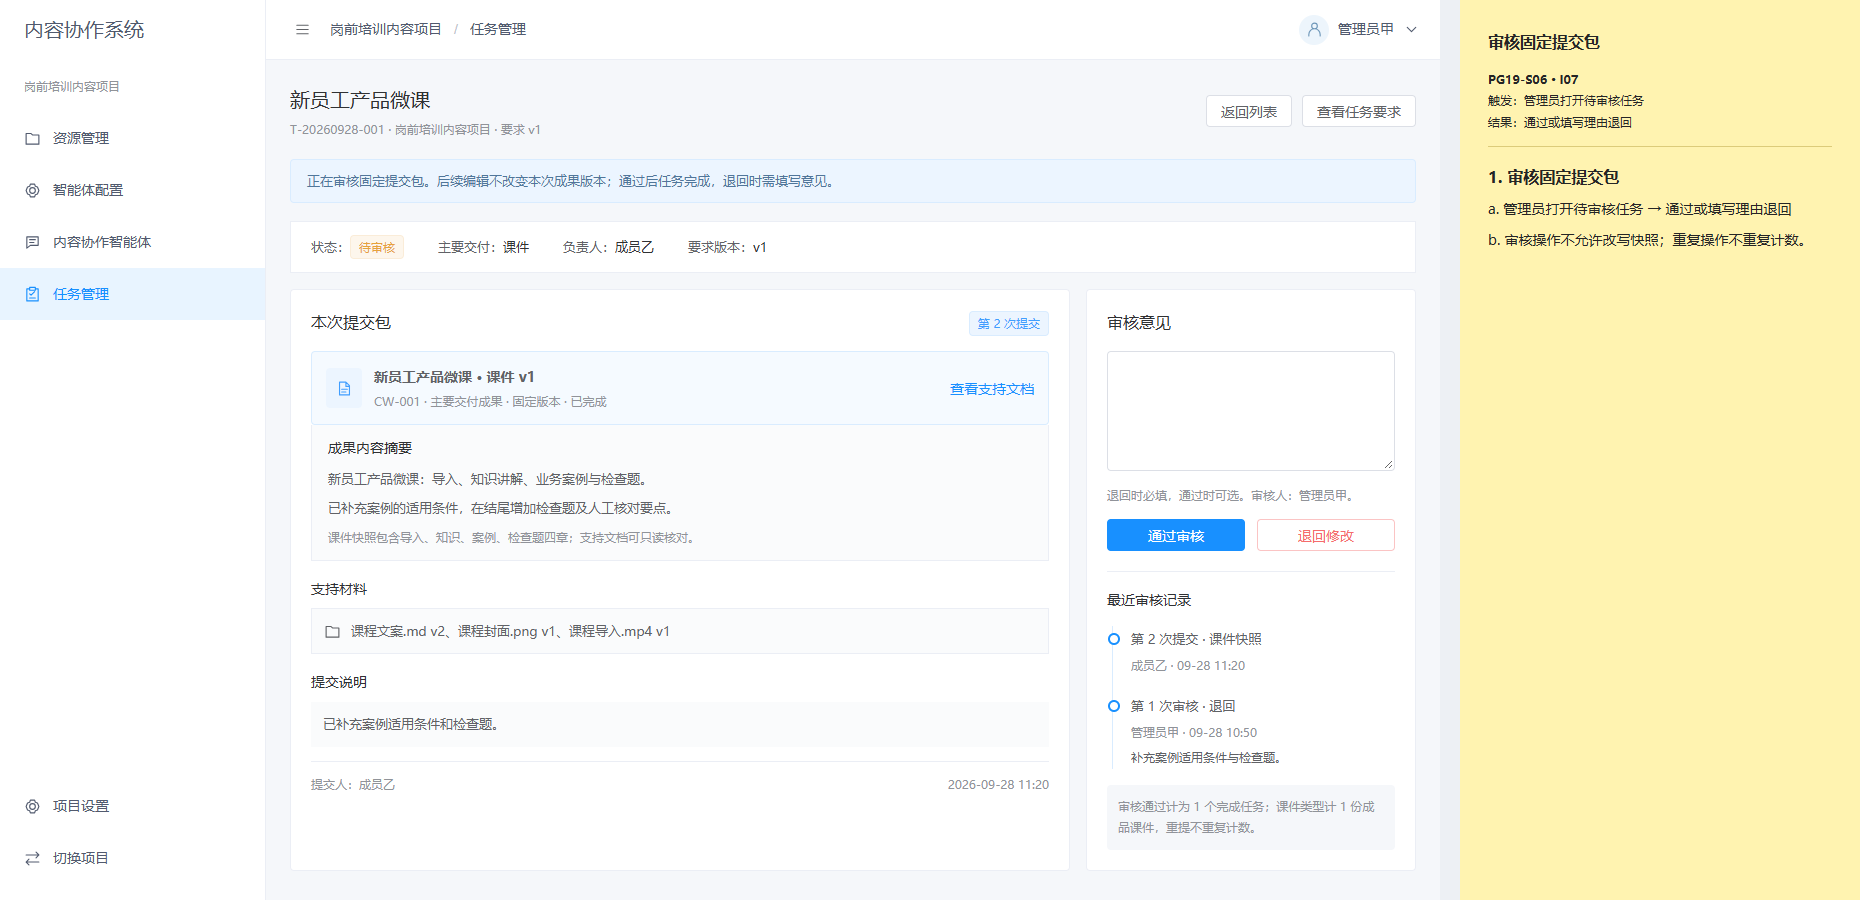 内容协作系统
岗前培训内容项目
资源管理
智能体配置
内容协作智能体
任务管理
项目设置
切换项目
岗前培训内容项目 / 任务管理
管理员甲
新员工产品微课
T-20260928-001 · 岗前培训内容项目 · 要求 v1
返回列表
查看任务要求
正在审核固定提交包。后续编辑不改变本次成果版本；通过后任务完成，退回时需填写意见。
状态： 待审核 主要交付：课件 负责人：成员乙 要求版本：v1
本次提交包
第 2 次提交
新员工产品微课 • 课件 v1
CW-001 · 主要交付成果 · 固定版本 · 已完成
查看支持文档
成果内容摘要
新员工产品微课：导入、知识讲解、业务案例与检查题。
已补充案例的适用条件，在结尾增加检查题及人工核对要点。
课件快照包含导入、知识、案例、检查题四章；支持文档可只读核对。
支持材料
课程文案.md v2、课程封面.png v1、课程导入.mp4 v1
提交说明
已补充案例适用条件和检查题。
提交人：成员乙
2026-09-28 11:20
审核意见
退回时必填，通过时可选。审核人：管理员甲。
通过审核
退回修改
最近审核记录
第 2 次提交 · 课件快照
成员乙 · 09-28 11:20
第 1 次审核 · 退回
管理员甲 · 09-28 10:50
补充案例适用条件与检查题。
审核通过计为 1 个完成任务；课件类型计 1 份成
品课件，重提不重复计数。
审核固定提交包
PG19-S06 • I07
触发：管理员打开待审核任务
结果：通过或填写理由退回
1. 审核固定提交包
a. 管理员打开待审核任务 → 通过或填写理由退回
b. 审核操作不允许改写快照；重复操作不重复计数。